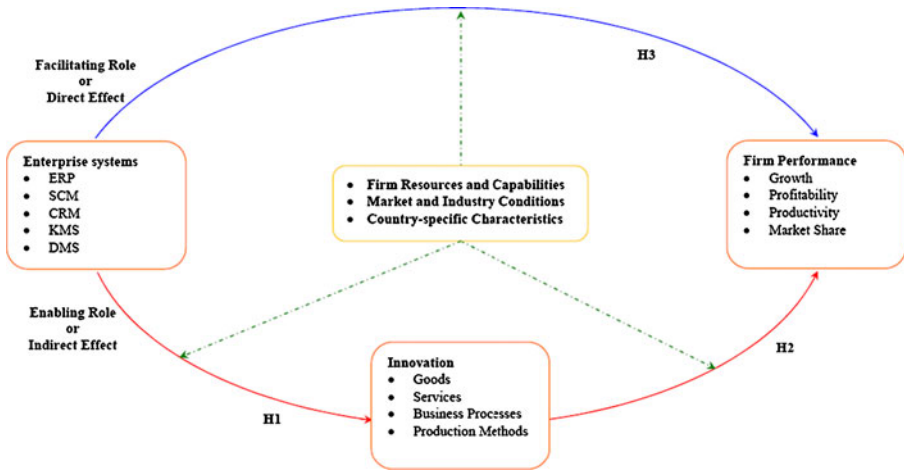 Facilitating Role
or
Direct Effect
H3
Enterprise systems
• ERP
• SCM
• CRM
• KMS
• DMS
• Firm Resources and Capabilities
• Market and Industry Conditions
• Country-specific Characteristics
Firm Performance
• Growth
• Profitability
• Productivity
• Market Share
Enabling Role
or
Indirect Effect
H1
Innovation
• Goods
• Services
• Business Processes
• Production Methods
H2